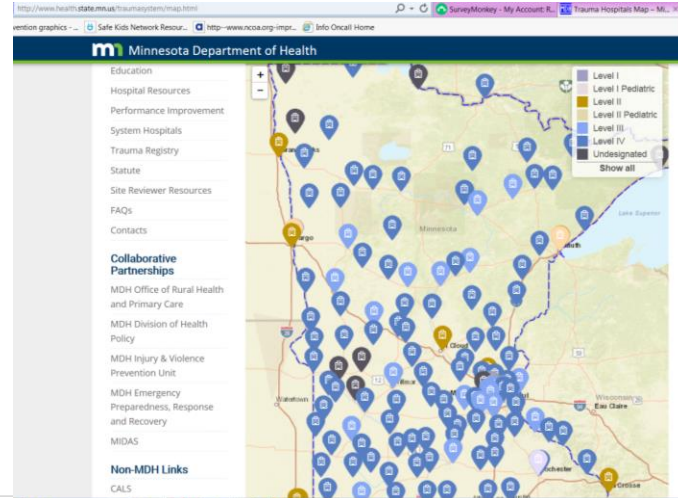 http://www.health.state.mn.us/traumasystem/map.html
SurveyMonkey - My Account: R...
Trauma Hospitals Map – Mi...
vention graphics - ...
Safe Kids Network Resour...
http--www.ncoa.org-impr...
Info Oncall Home
Minnesota Department of Health
Education
Hospital Resources
Performance Improvement
System Hospitals
Trauma Registry
Statute
Site Reviewer Resources
FAQs
Contacts
Collaborative
Partnerships
MDH Office of Rural Health
and Primary Care
MDH Division of Health
Policy
MDH Injury & Violence
Prevention Unit
MDH Emergency
Preparedness, Response
and Recovery
MIDAS
Non-MDH Links
CALS
+
−
Level I
Level I Pediatric
Level II
Level II Pediatric
Level III
Level IV
Undesignated
Show all
Minnesota
Lake Superior
Watertown
Wisconsin
Eau Claire